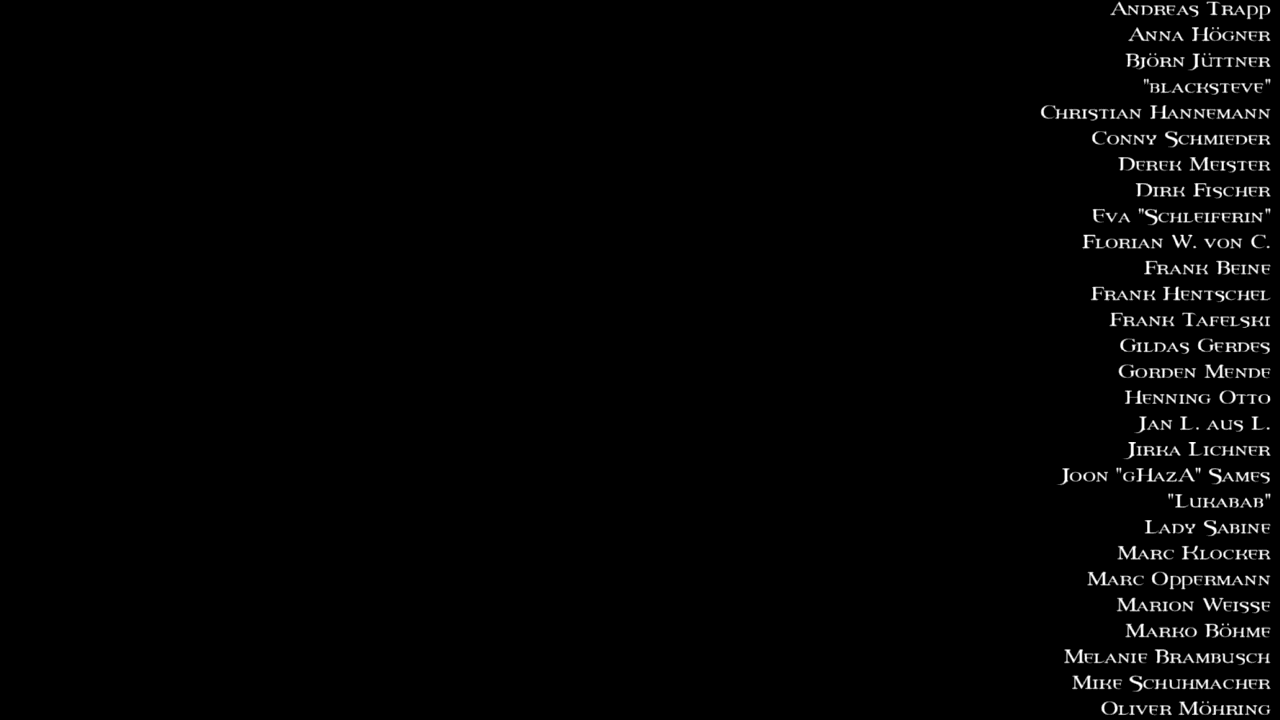 Andreas Trapp
Anna Högner
Björn Jüttner
"blacksteve"
Christian Hannemann
Conny Schmieder
Derek Meister
Dirk Fischer
Eva "Schleiferin"
Florian W. von C.
Frank Beine
Frank Hentschel
Frank Tafelski
Gildas Gerdes
Gorden Mende
Henning Otto
Jan L. aus L.
Jirka Lichner
Joon "gHazA" Sames
"Lukabab"
Lady Sabine
Marc Klocker
Marc Oppermann
Marion Weisse
Marko Böhme
Melanie Brambusch
Mike Schuhmacher
Oliver Möhring